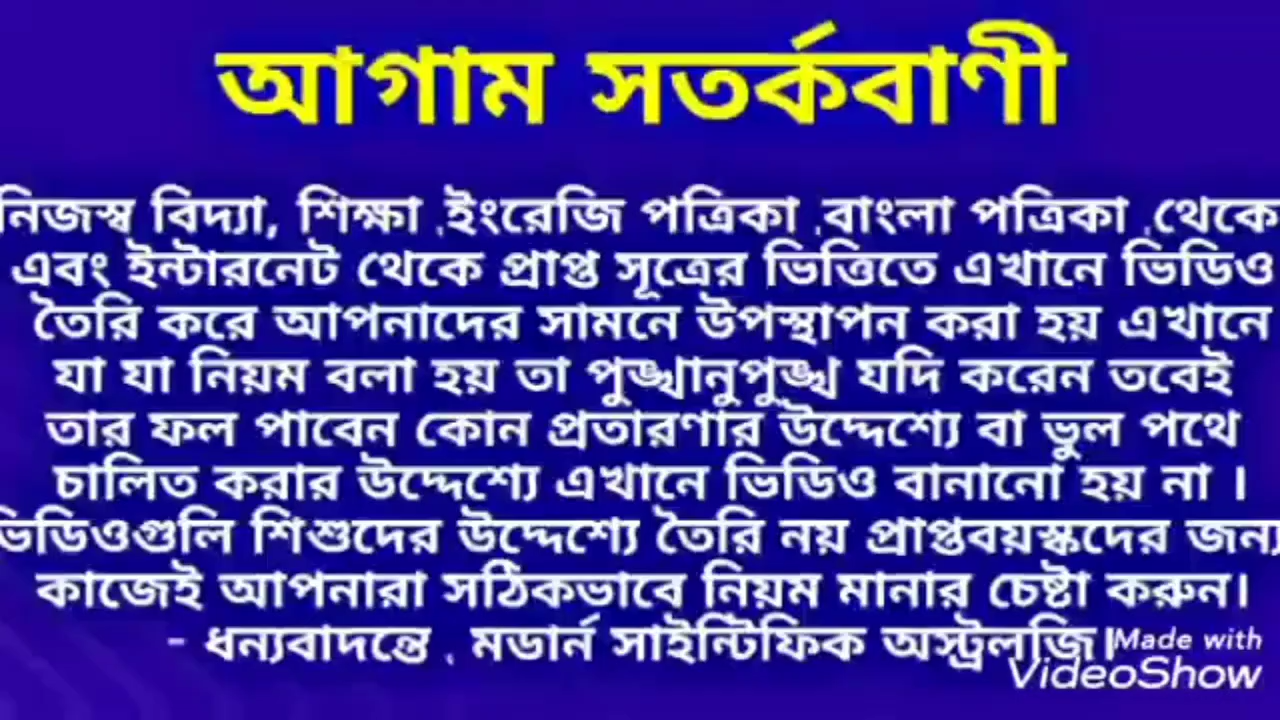 আগাম সতর্কবাণী
নিজস্ব বিদ্যা, শিক্ষা ,ইংরেজি পত্রিকা ,বাংলা পত্রিকা ,থেকে
এবং ইন্টারনেট থেকে প্রাপ্ত সূত্রের ভিত্তিতে এখানে ভিডিও
তৈরি করে আপনাদের সামনে উপস্থাপন করা হয় এখানে
যা যা নিয়ম বলা হয় তা পুঙ্খানুপুঙ্খ যদি করেন তবেই
তার ফল পাবেন কোন প্রতারণার উদ্দেশ্যে বা ভুল পথে
চালিত করার উদ্দেশ্যে এখানে ভিডিও বানানো হয় না ।
ভিডিওগুলি শিশুদের উদ্দেশ্যে তৈরি নয় প্রাপ্তবয়স্কদের জন্য
কাজেই আপনারা সঠিকভাবে নিয়ম মানার চেষ্টা করুন।
- ধন্যবাদন্তে , মডার্ন সাইন্টিফিক অস্ট্রলজি।
Made with
VideoShow